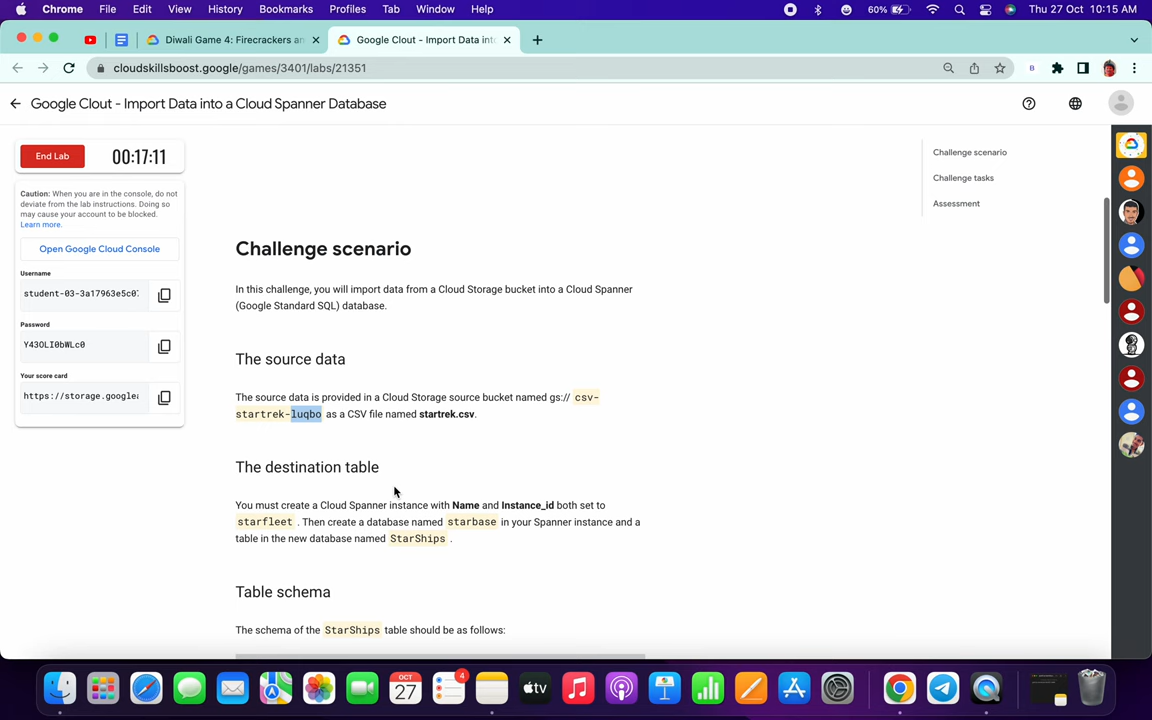 Chrome File Edit View History Bookmarks Profiles Tab Window Help 60% Thu 27 Oct 10:15 AM
Diwali Game 4: Firecrackers an
Google Clout - Import Data into
cloudskillsboost.google/games/3401/labs/21351
B
Google Clout - Import Data into a Cloud Spanner Database
End Lab 00:17:11
Caution: When you are in the console, do not
deviate from the lab instructions. Doing so
may cause your account to be blocked.
Learn more.
Open Google Cloud Console
Username
student-03-3a17963e5c07
Password
Y43OLI0bWLc0
Your score card
https://storage.googlea
Challenge scenario
In this challenge, you will import data from a Cloud Storage bucket into a Cloud Spanner
(Google Standard SQL) database.
The source data
The source data is provided in a Cloud Storage source bucket named gs:// csv-
startrek-luqbo as a CSV file named startrek.csv.
The destination table
You must create a Cloud Spanner instance with Name and Instance_id both set to
starfleet . Then create a database named starbase in your Spanner instance and a
table in the new database named StarShips .
Table schema
The schema of the StarShips table should be as follows:
Challenge scenario
Challenge tasks
Assessment
OCT
27
4
tv